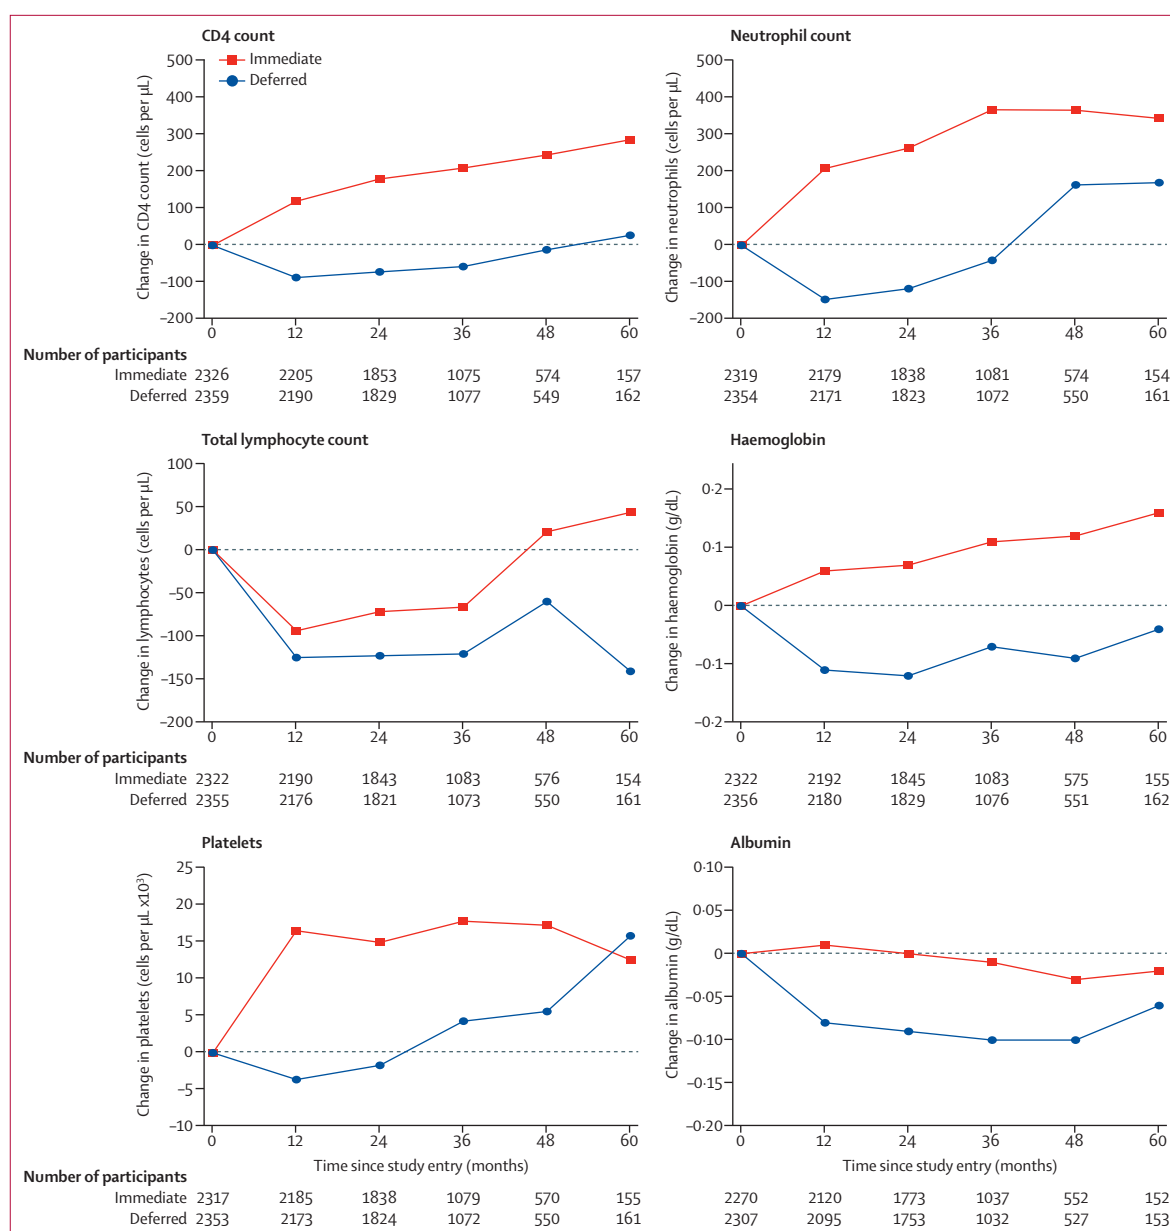 CD4 count
Immediate
Deferred
Change in CD4 count (cells per µL)
500
400
300
200
100
0
–100
–200
0 12 24 36 48 60
Neutrophil count
Change in neutrophils (cells per µL)
500
400
300
200
100
0
–100
–200
0 12 24 36 48 60
Number of participants
Immediate 2326 2205 1853 1075 574 157 2319 2179 1838 1081 574 154
Deferred 2359 2190 1829 1077 549 162 2354 2171 1823 1072 550 161
Total lymphocyte count
Change in lymphocytes (cells per µL)
100
50
0
–50
–100
–150
–200
0 12 24 36 48 60
Haemoglobin
Change in haemoglobin (g/dL)
0·2
0·1
0
–0·1
–0·2
0 12 24 36 48 60
Number of participants
Immediate 2322 2190 1843 1083 576 154 2322 2192 1845 1083 575 155
Deferred 2355 2176 1821 1073 550 161 2356 2180 1829 1076 551 162
Platelets
Change in platelets (cells per µL x10³)
25
20
15
10
5
0
–5
–10
0 12 24 36 48 60
Time since study entry (months)
Albumin
Change in albumin (g/dL)
0·10
0·05
0
–0·05
–0·10
–0·15
–0·20
0 12 24 36 48 60
Time since study entry (months)
Number of participants
Immediate 2317 2185 1838 1079 570 155 2270 2120 1773 1037 552 152
Deferred 2353 2173 1824 1072 550 161 2307 2095 1753 1032 527 153